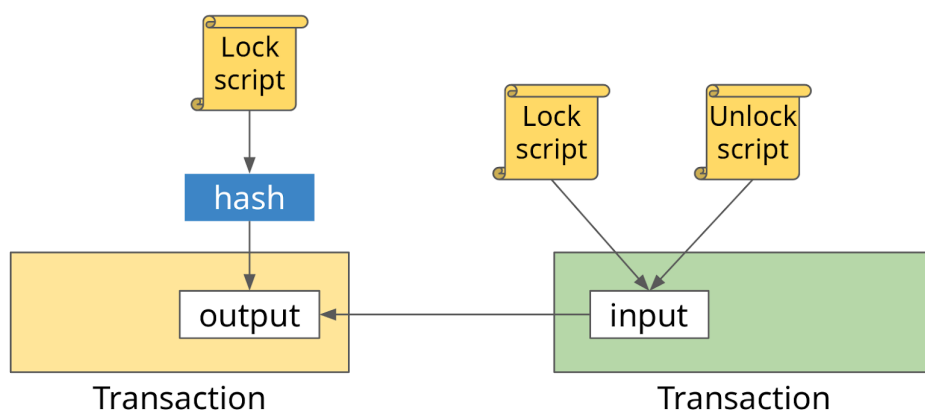 Lock
script
Lock
script
Unlock
script
hash
output
input
Transaction
Transaction